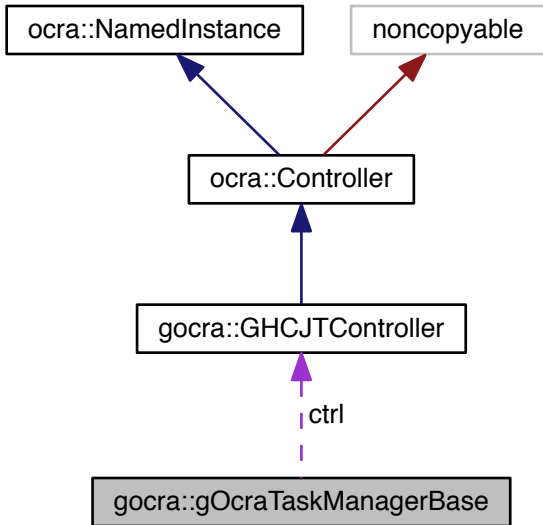 ocra::NamedInstance
noncopyable
ocra::Controller
gocra::GHCJTController
ctrl
gocra::gOcraTaskManagerBase